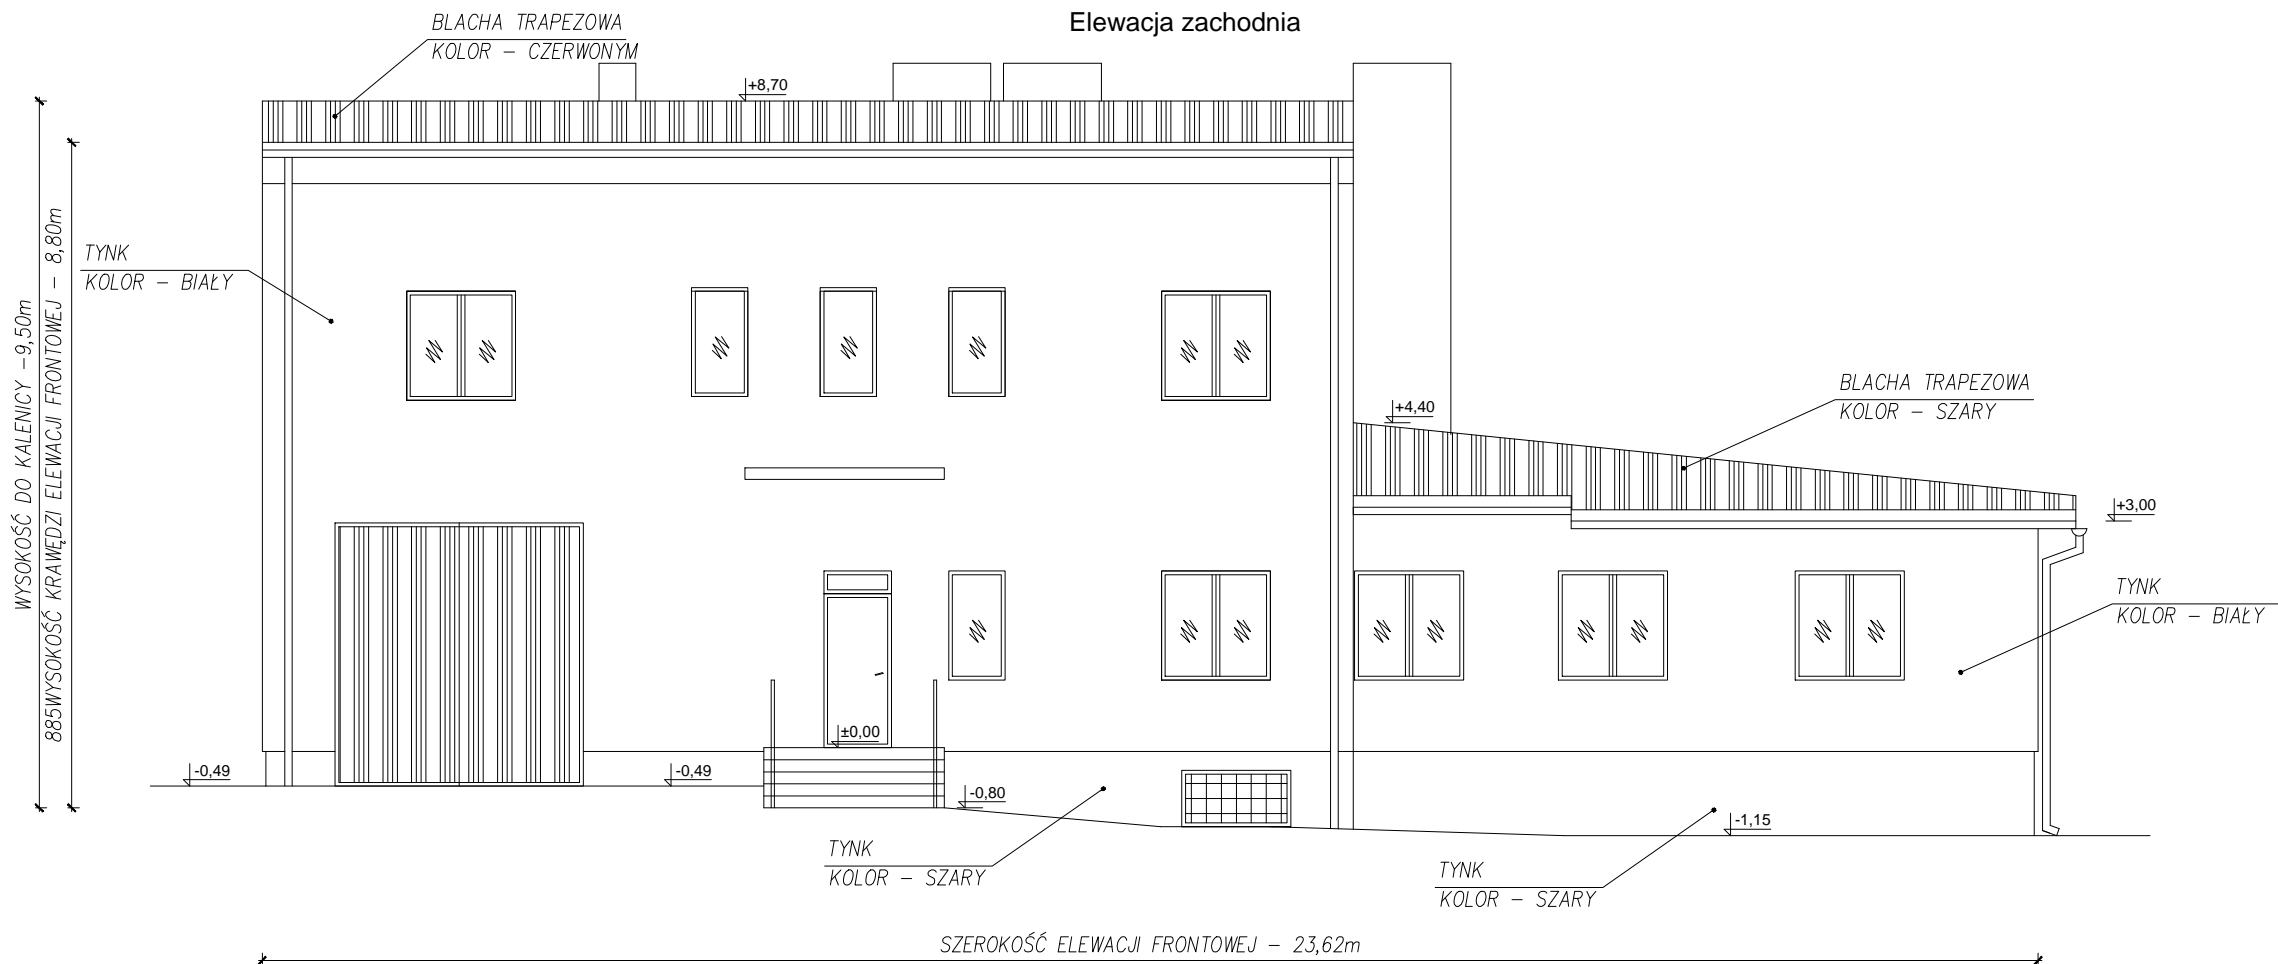 Elewacja zachodnia
BLACHA TRAPEZOWA
KOLOR – CZERWONYM
+8,70
WYSOKOŚĆ DO KALENICY –9,50m
885WYSOKOŚĆ KRAWĘDZI ELEWACJI FRONTOWEJ – 8,80m
TYNK
KOLOR – BIAŁY
BLACHA TRAPEZOWA
KOLOR – SZARY
+4,40
+3,00
TYNK
KOLOR – BIAŁY
±0,00
-0,49
-0,49
-0,80
-1,15
TYNK
KOLOR – SZARY
TYNK
KOLOR – SZARY
SZEROKOŚĆ ELEWACJI FRONTOWEJ – 23,62m